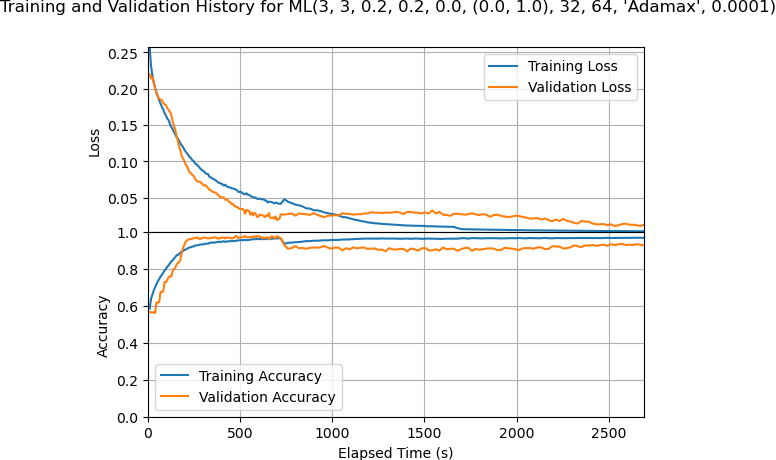 Training and Validation History for ML(3, 3, 0.2, 0.2, 0.0, (0.0, 1.0), 32, 64, 'Adamax', 0.0001)
0.25
0.20
0.15
0.10
0.05
Loss
Training Loss
Validation Loss
1.0
0.8
0.6
0.4
0.2
0.0
Accuracy
Training Accuracy
Validation Accuracy
0 500 1000 1500 2000 2500
Elapsed Time (s)